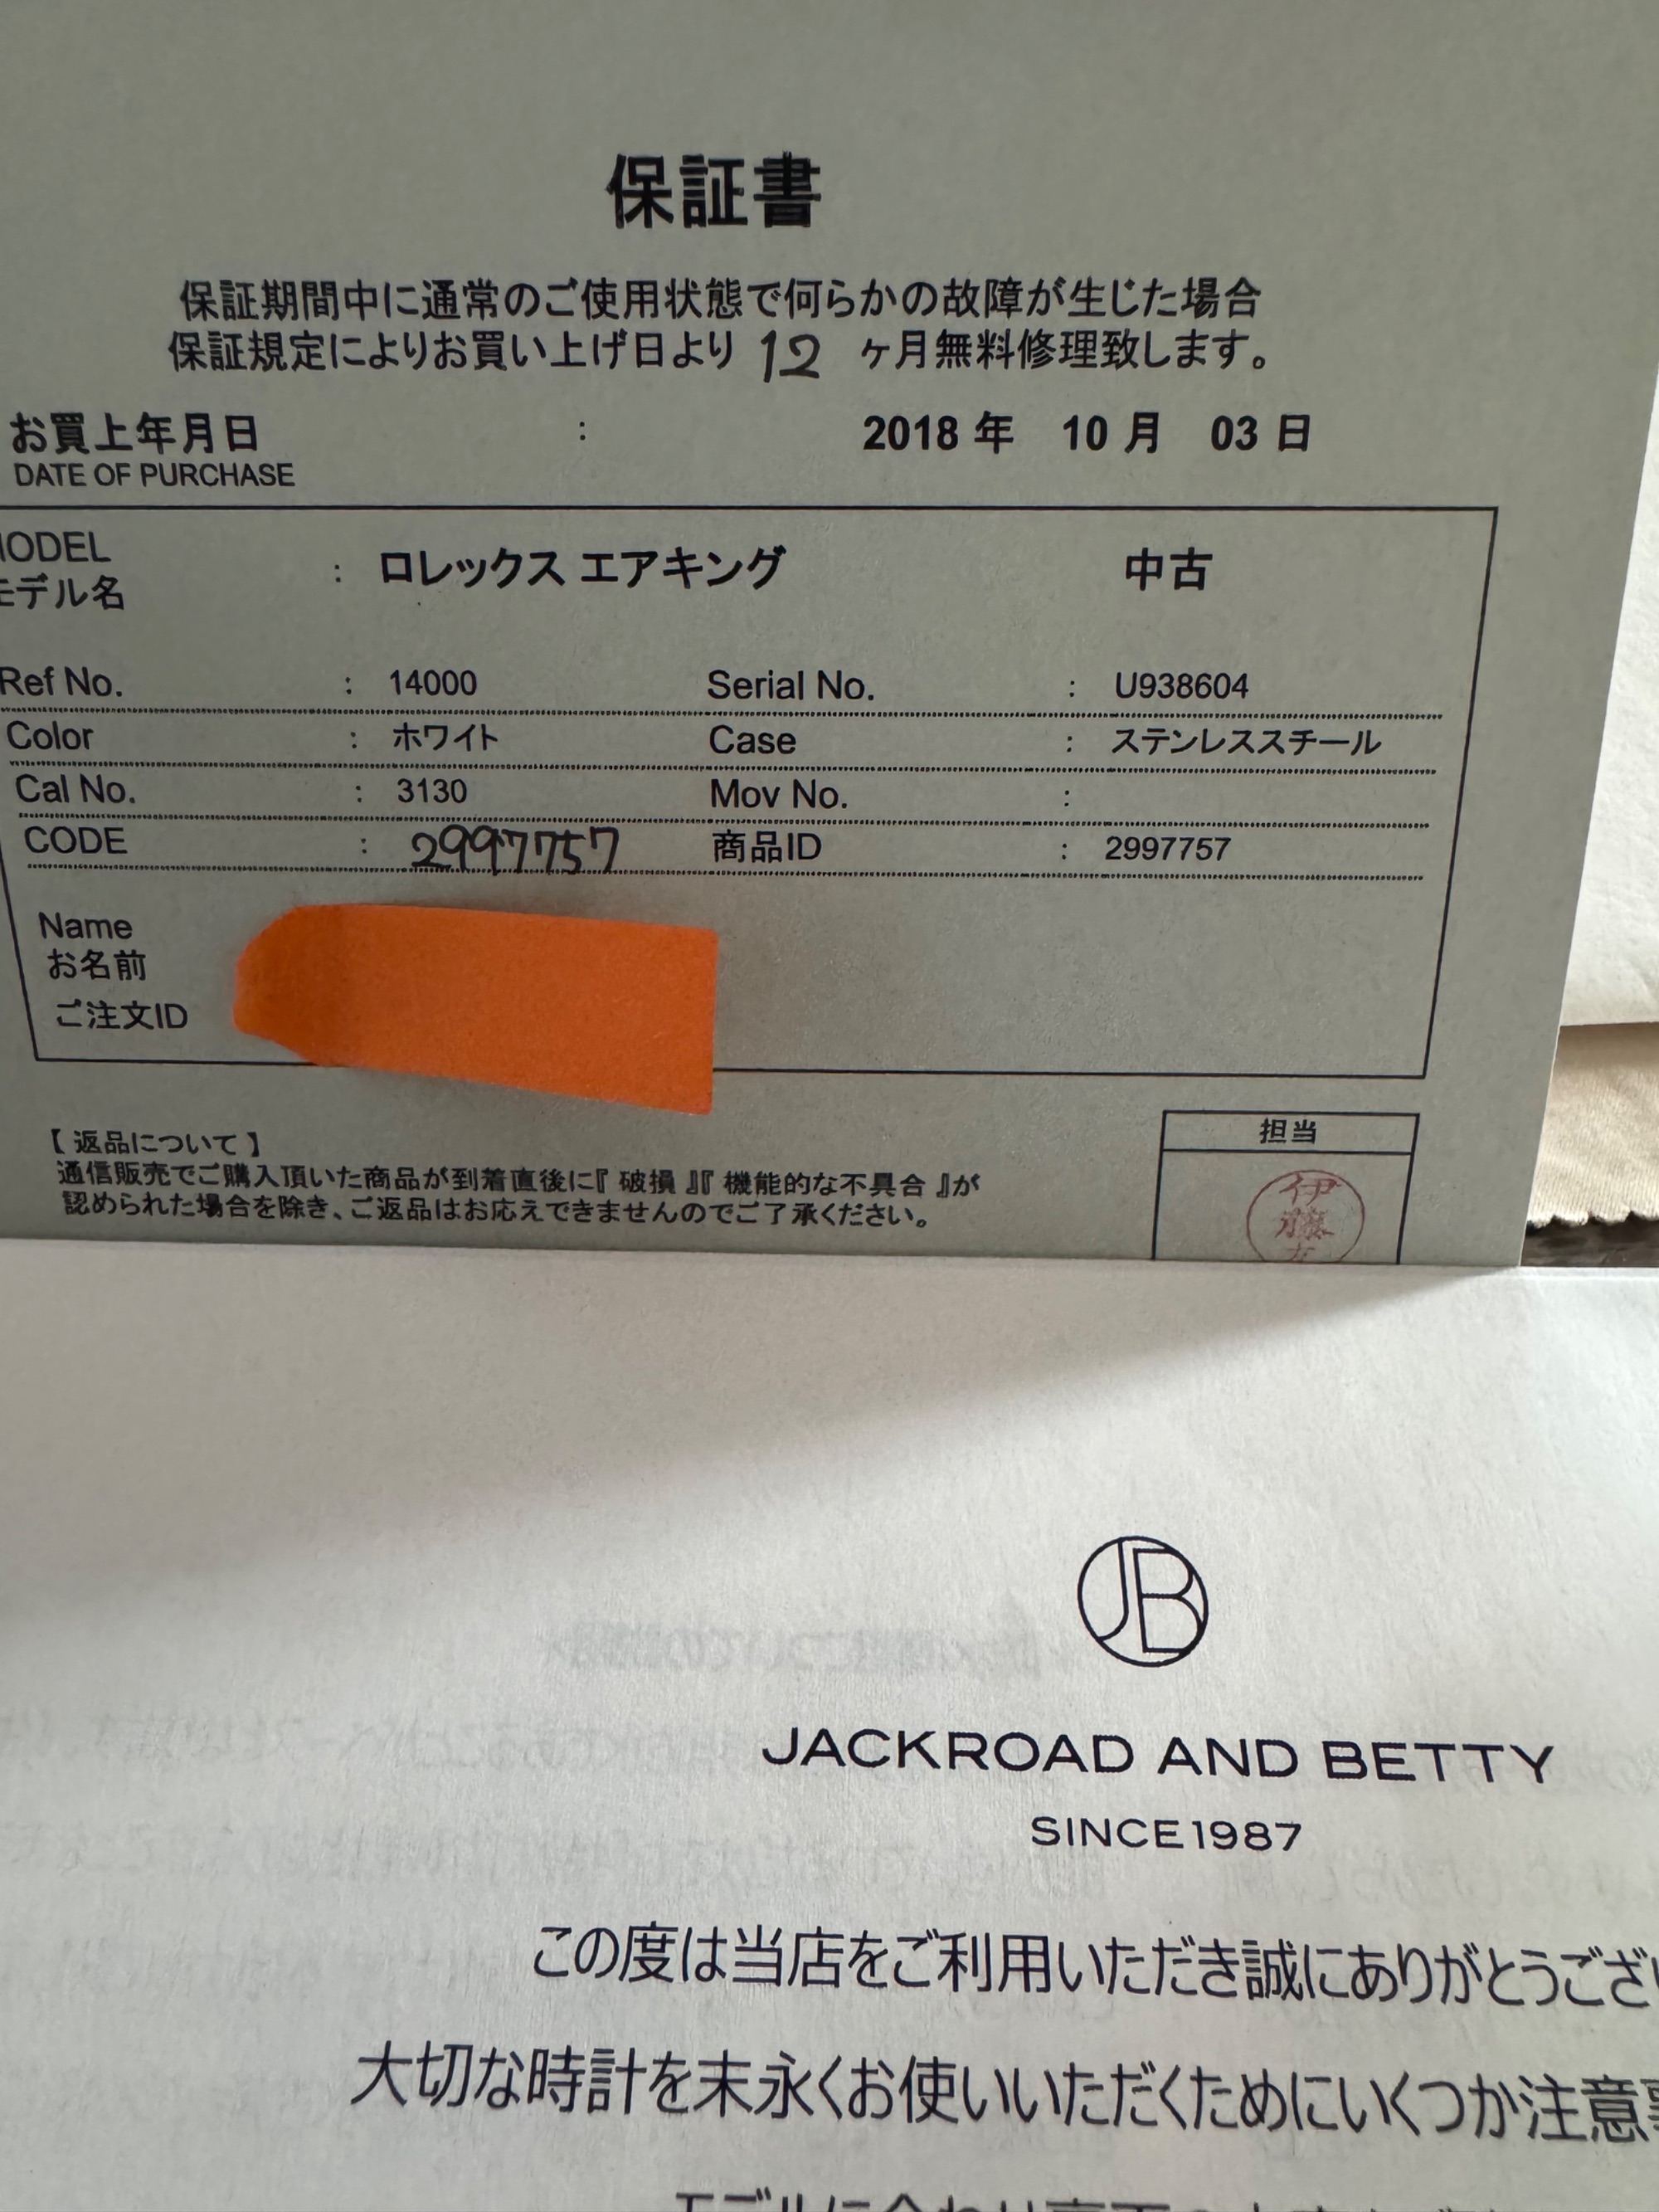 保証書
保証期間中に通常のご使用状態で何らかの故障が生じた場合
保証規定によりお買い上げ日より 12 ヶ月無料修理致します。
お買上年月日 : 2018 年 10 月 03 日
DATE OF PURCHASE
MODEL
モデル名 : ロレックス エアキング 中古
Ref No. : 14000 Serial No. : U938604
Color : ホワイト Case : ステンレススチール
Cal No. : 3130 Mov No. :
CODE : 2997757 商品ID : 2997757
Name
お名前
ご注文ID
【 返品について 】
通信販売でご購入頂いた商品が到着直後に『 破損 』『 機能的な不具合 』が
認められた場合を除き、ご返品はお応えできませんのでご了承ください。
担当
伊藤
JB
JACKROAD AND BETTY
SINCE1987
この度は当店をご利用いただき誠にありがとうござい
大切な時計を末永くお使いいただくためにいくつか注意事